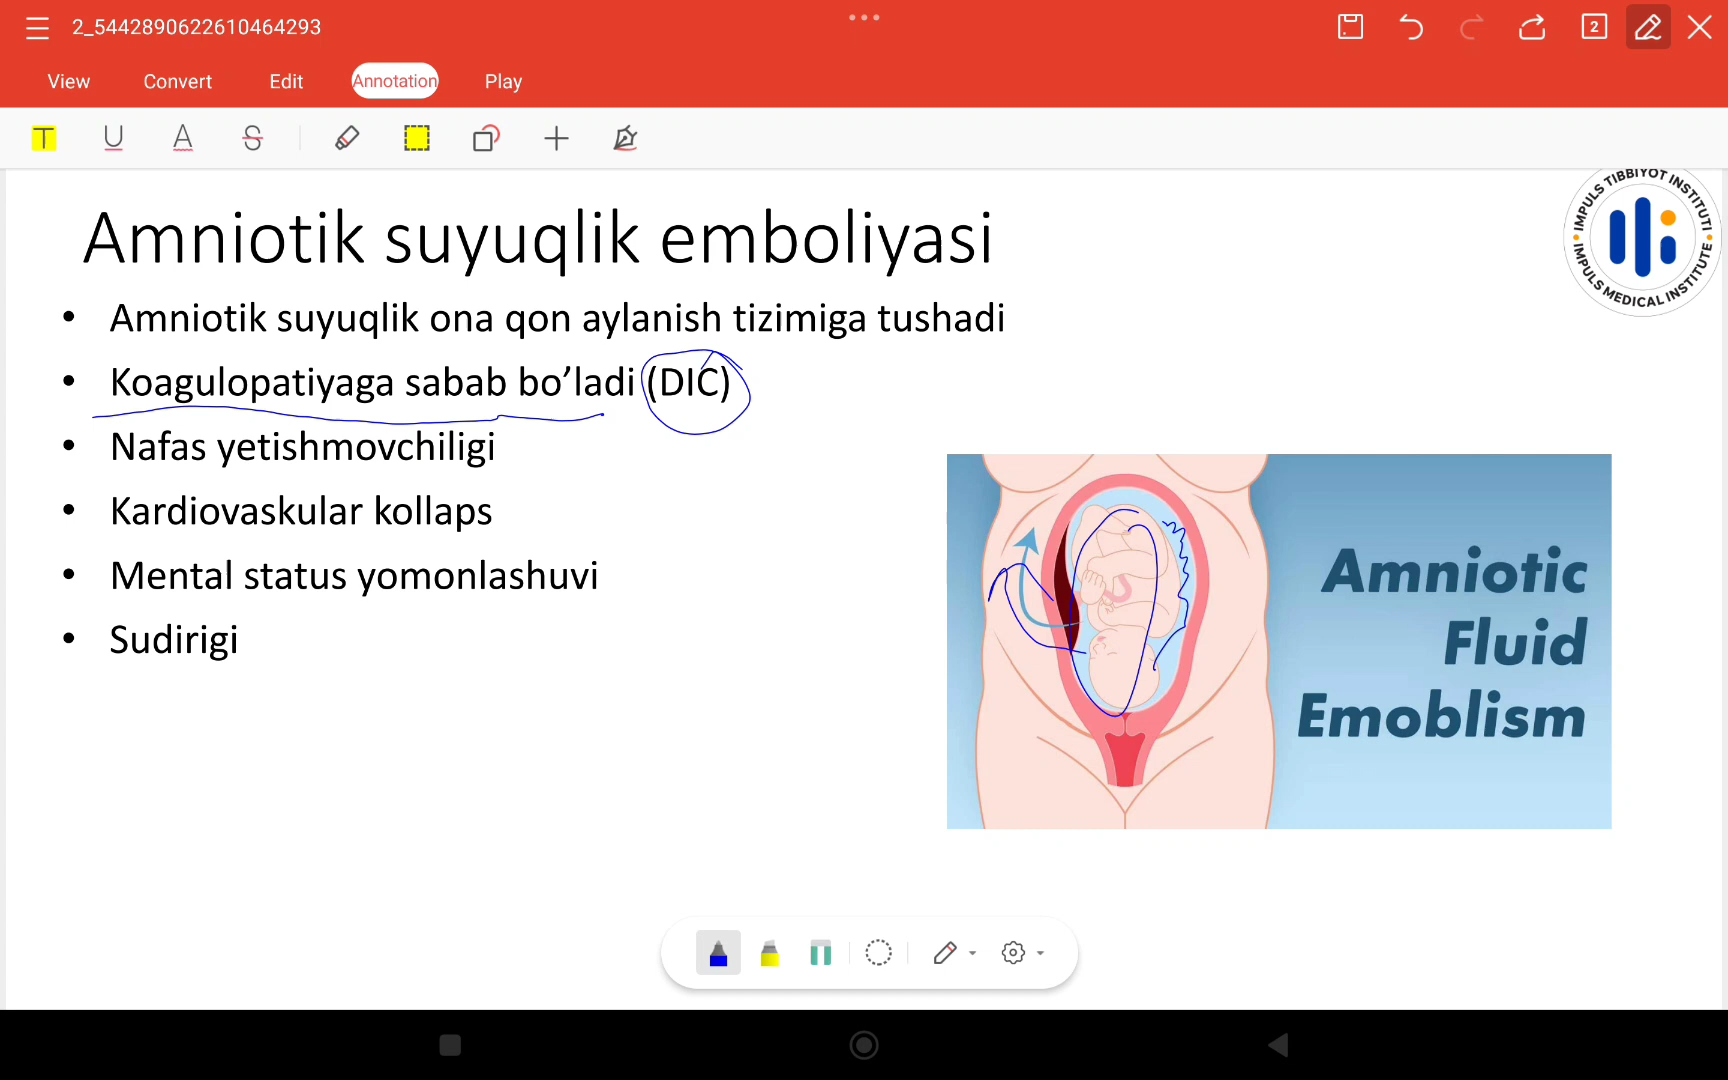 2_5442890622610464293
2
View Convert Edit Annotation Play
T U A S
IMPULS TIBBIYOT INSTITUTI
IMPULS MEDICAL INSTITUTE
Amniotik suyuqlik emboliyasi
• Amniotik suyuqlik ona qon aylanish tizimiga tushadi
• Koagulopatiyaga sabab bo’ladi (DIC)
• Nafas yetishmovchiligi
• Kardiovaskular kollaps
• Mental status yomonlashuvi
• Sudirigi
Amniotic
Fluid
Emoblism